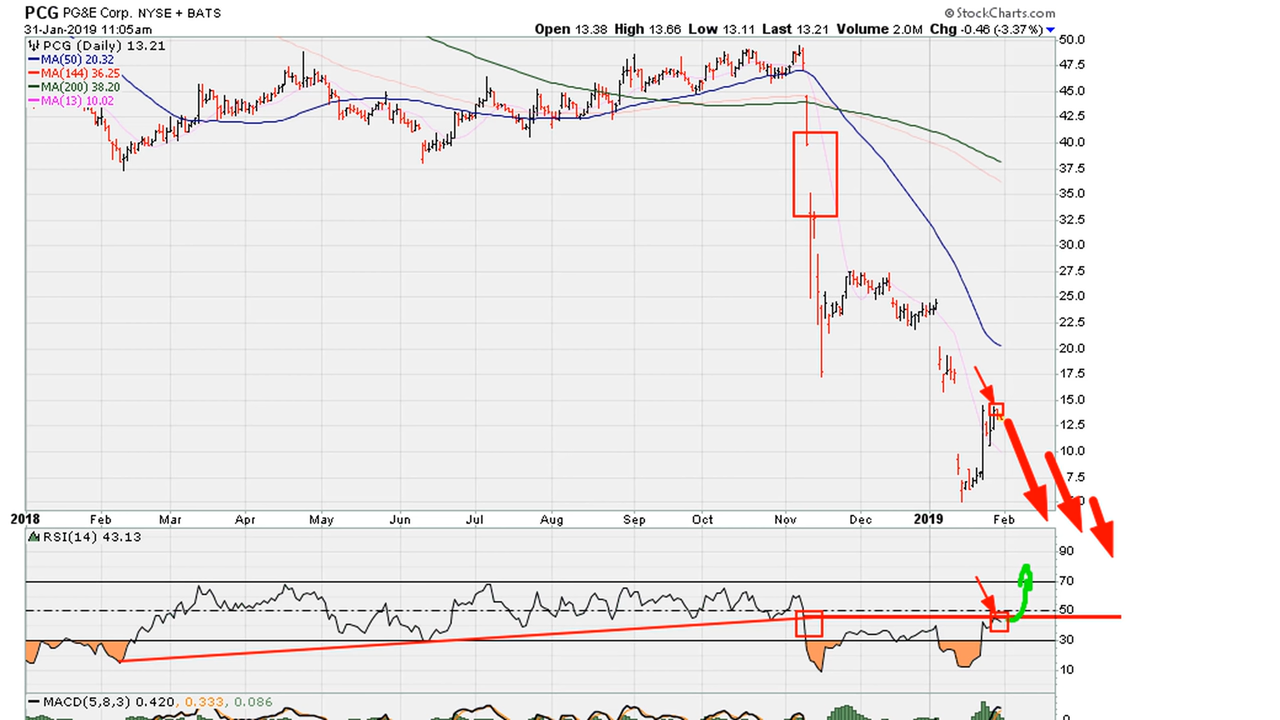 PCG PG&E Corp. NYSE + BATS
© StockCharts.com
31-Jan-2019 11:05am
Open 13.38 High 13.66 Low 13.11 Last 13.21 Volume 2.0M Chg -0.46 (-3.37%)
PCG (Daily) 13.21
MA(50) 20.32
MA(144) 36.25
MA(200) 38.20
MA(13) 10.02
50.0
47.5
45.0
42.5
40.0
37.5
35.0
32.5
30.0
27.5
25.0
22.5
20.0
17.5
15.0
12.5
10.0
7.5
2018 Feb Mar Apr May Jun Jul Aug Sep Oct Nov Dec 2019 Feb
RSI(14) 43.13
90
70
50
30
10
MACD(5,8,3) 0.420, 0.333, 0.086